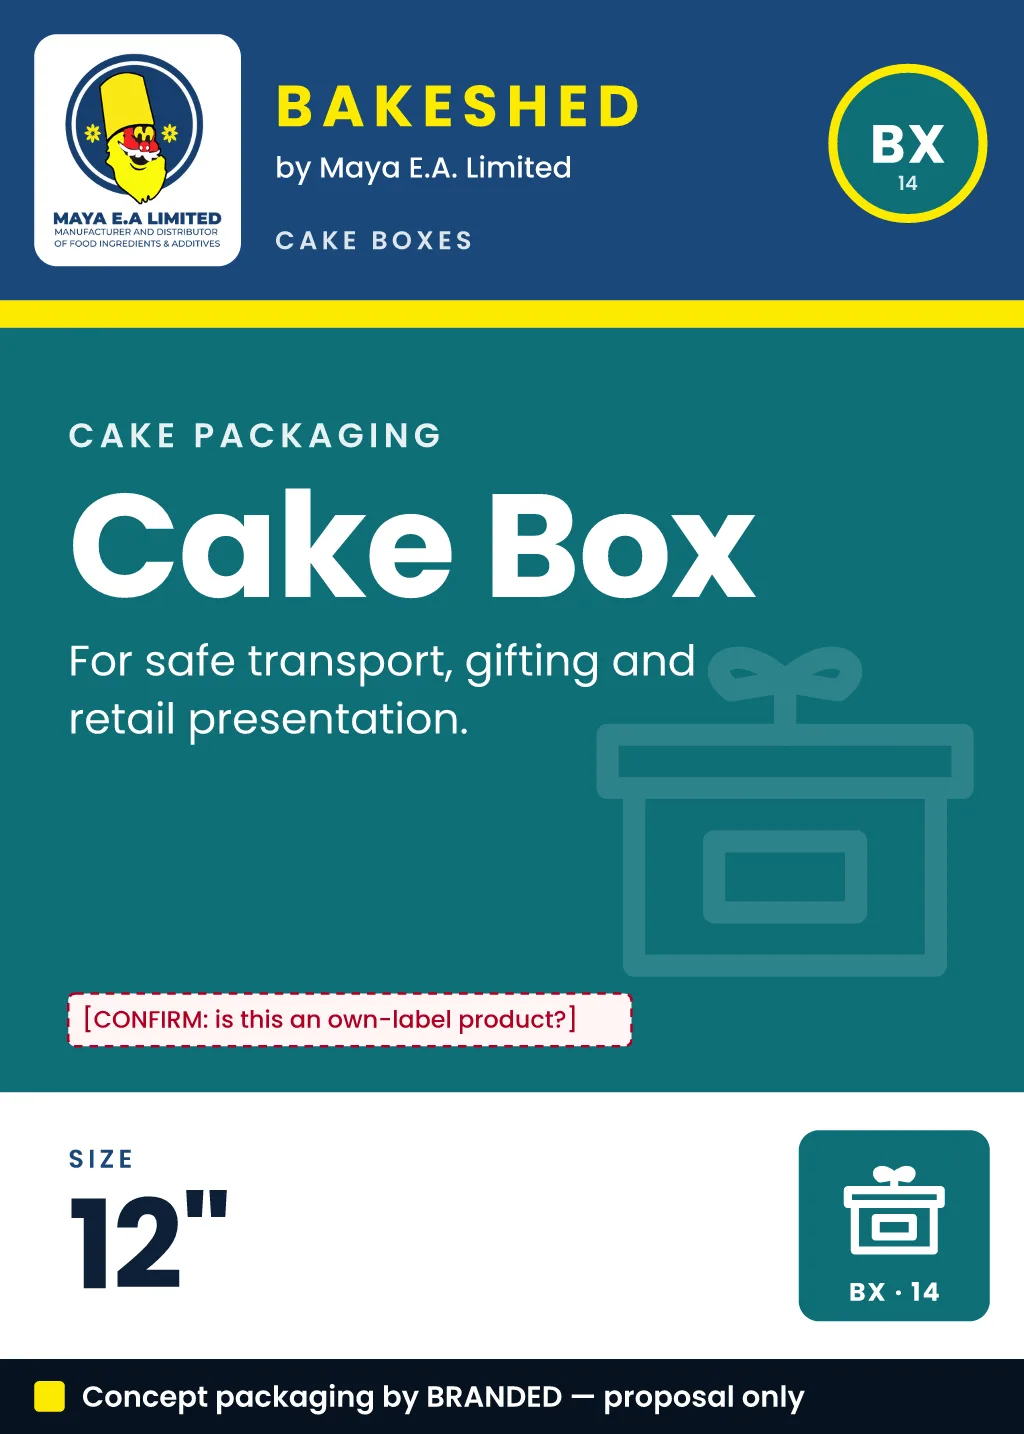 MAYA E.A LIMITED
MANUFACTURER AND DISTRIBUTOR
OF FOOD INGREDIENTS & ADDITIVES
BAKESHED
by Maya E.A. Limited
CAKE BOXES
BX
14
CAKE PACKAGING
Cake Box
For safe transport, gifting and
retail presentation.
[CONFIRM: is this an own-label product?]
SIZE
12"
BX · 14
Concept packaging by BRANDED — proposal only